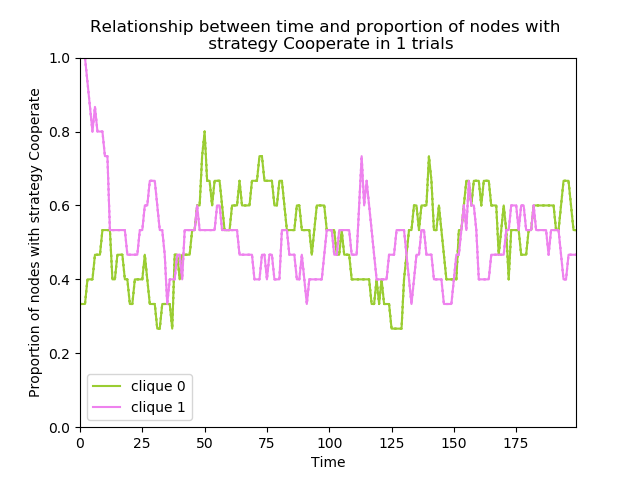 Relationship between time and proportion of nodes with
strategy Cooperate in 1 trials
Proportion of nodes with strategy Cooperate
1.0
0.8
0.6
0.4
0.2
0.0
clique 0
clique 1
0 25 50 75 100 125 150 175
Time